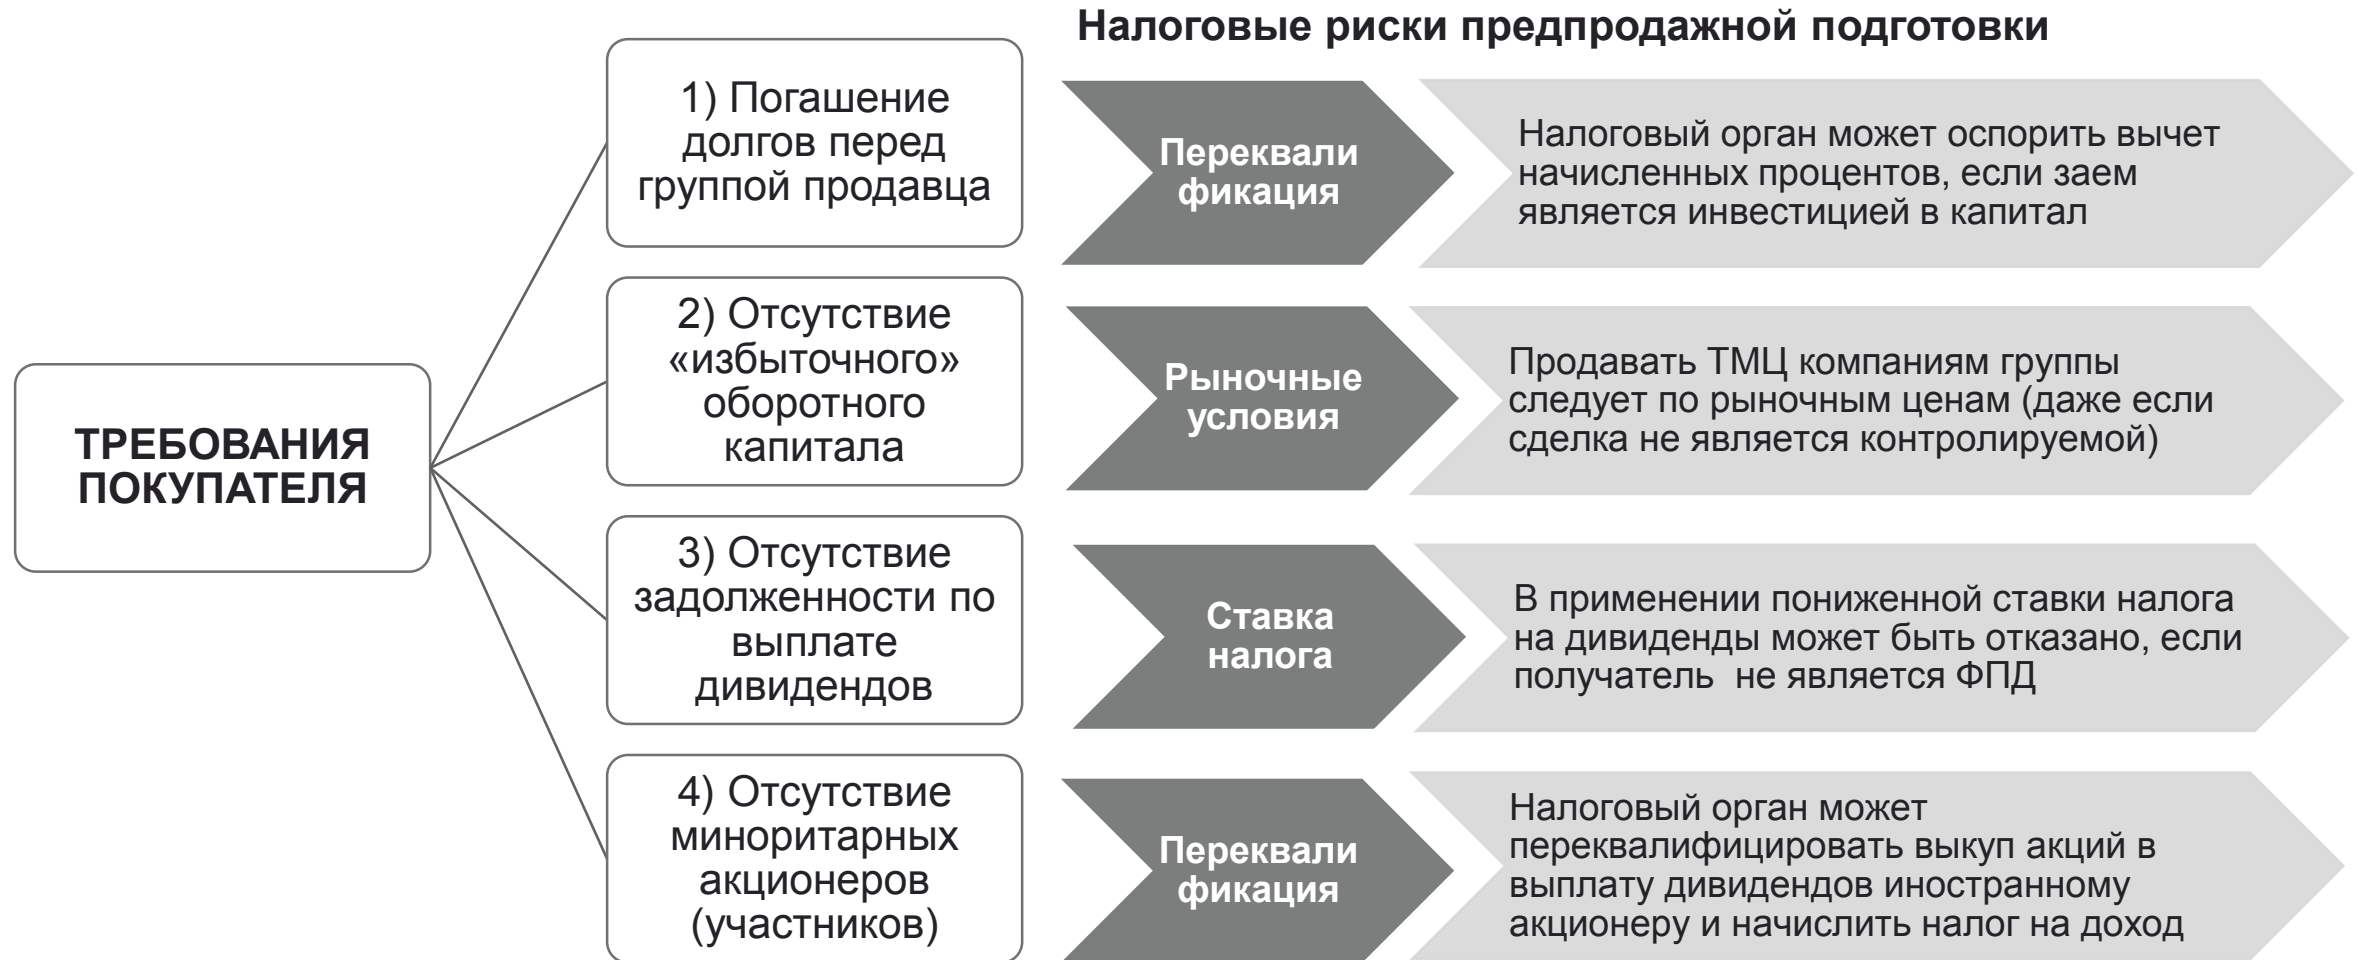 Налоговые риски предпродажной подготовки
ТРЕБОВАНИЯ
ПОКУПАТЕЛЯ
1) Погашение
долгов перед
группой продавца
Переквали
фикация
Налоговый орган может оспорить вычет
начисленных процентов, если заем
является инвестицией в капитал
2) Отсутствие
«избыточного»
оборотного
капитала
Рыночные
условия
Продавать ТМЦ компаниям группы
следует по рыночным ценам (даже если
сделка не является контролируемой)
3) Отсутствие
задолженности по
выплате
дивидендов
Ставка
налога
В применении пониженной ставки налога
на дивиденды может быть отказано, если
получатель  не является ФПД
4) Отсутствие
миноритарных
акционеров
(участников)
Переквали
фикация
Налоговый орган может
переквалифицировать выкуп акций в
выплату дивидендов иностранному
акционеру и начислить налог на доход